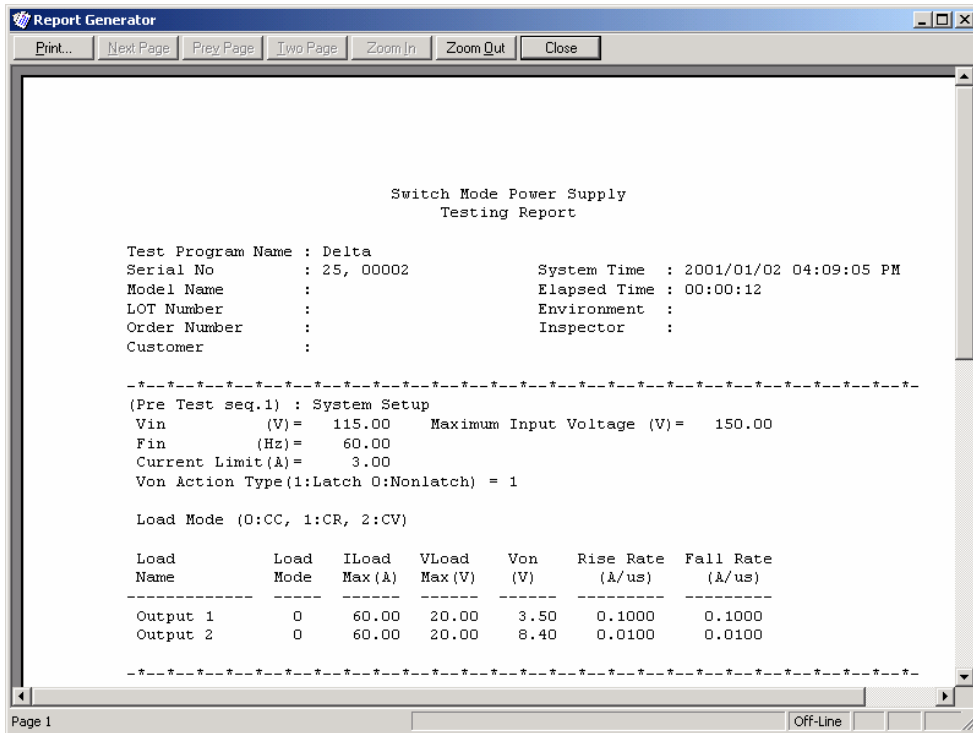 Report Generator
Print... Next Page Prev Page Two Page Zoom In Zoom Out Close
Switch Mode Power Supply
Testing Report
Test Program Name : Delta
Serial No : 25, 00002 System Time : 2001/01/02 04:09:05 PM
Model Name : Elapsed Time : 00:00:12
LOT Number : Environment :
Order Number : Inspector :
Customer :
-*--*--*--*--*--*--*--*--*--*--*--*--*--*--*--*--*--*--*--*--*--*--*--*--*--*--*-
(Pre Test seq.1) : System Setup
Vin (V)= 115.00 Maximum Input Voltage (V)= 150.00
Fin (Hz)= 60.00
Current Limit(A)= 3.00
Von Action Type(1:Latch 0:Nonlatch) = 1
Load Mode (0:CC, 1:CR, 2:CV)
Load Load ILoad VLoad Von Rise Rate Fall Rate
Name Mode Max(A) Max(V) (V) (A/us) (A/us)
------------- ----- ------ ------ ------ --------- ---------
Output 1 0 60.00 20.00 3.50 0.1000 0.1000
Output 2 0 60.00 20.00 8.40 0.0100 0.0100
-*--*--*--*--*--*--*--*--*--*--*--*--*--*--*--*--*--*--*--*--*--*--*--*--*--*--*-
Page 1 Off-Line